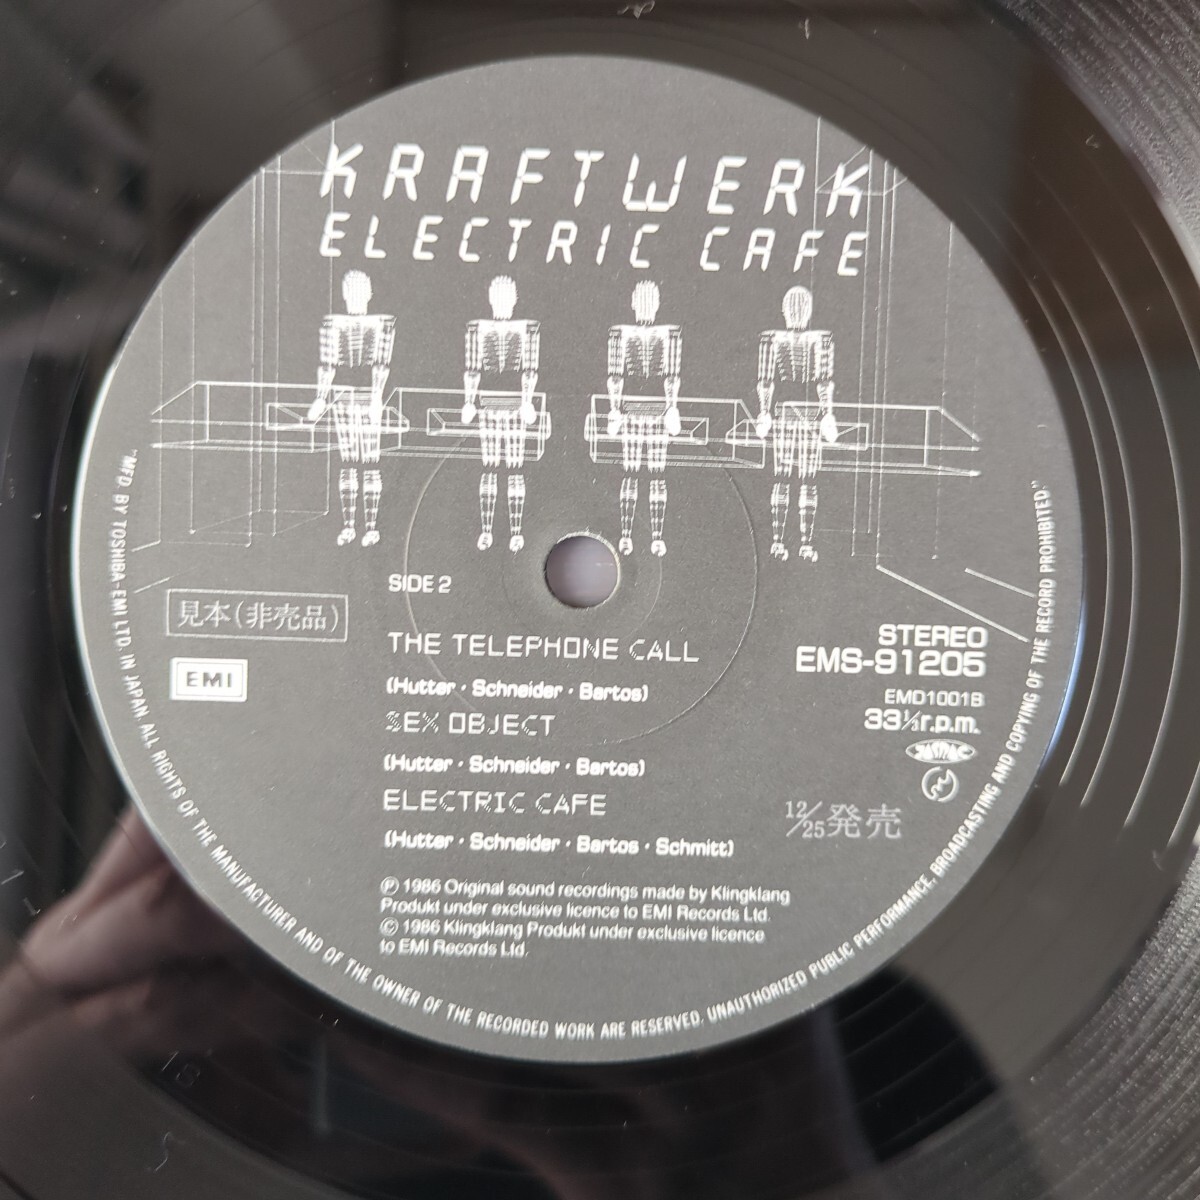 KRAFTWERK
ELECTRIC CAFE
SIDE 2
見本(非売品)
EMI
THE TELEPHONE CALL
(Hutter · Schneider · Bartos)
SEX OBJECT
(Hutter · Schneider · Bartos)
ELECTRIC CAFE
(Hutter · Schneider · Bartos · Schmitt)
STEREO
EMS-91205
EMD1001B
33⅓r.p.m.
JASRAC
12/25発売
Ⓟ 1986 Original sound recordings made by Klingklang
Produkt under exclusive licence to EMI Records Ltd.
© 1986 Klingklang Produkt under exclusive licence
to EMI Records Ltd.
"MFD. BY TOSHIBA-EMI LTD. IN JAPAN. ALL RIGHTS OF THE MANUFACTURER AND OF THE OWNER OF THE RECORDED WORK ARE RESERVED. UNAUTHORIZED PUBLIC PERFORMANCE, BROADCASTING AND COPYING OF THE RECORD PROHIBITED."